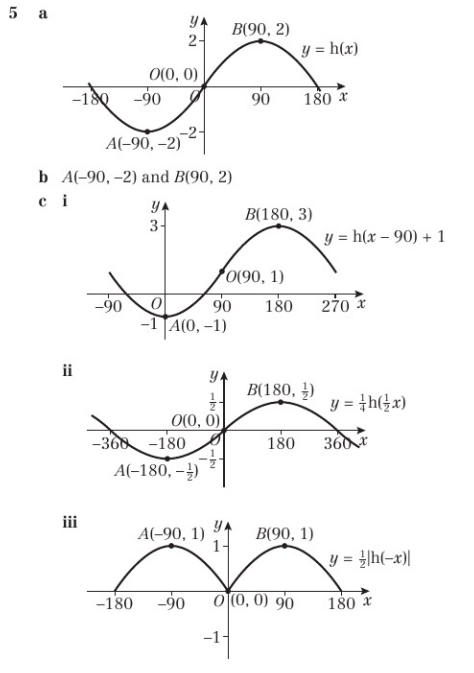 5 a
y
B(90, 2)
2
y = h(x)
O(0, 0)
−180 −90 O 90 180 x
−2
A(−90, −2)
b A(−90, −2) and B(90, 2)
c i
y
B(180, 3)
3
y = h(x − 90) + 1
O(90, 1)
−90 O 90 180 270 x
−1 A(0, −1)
ii
y
B(180, ½)
½
y = ¼h(½x)
O(0, 0)
−360 −180 O 180 360 x
−½
A(−180, −½)
iii
y
A(−90, 1) B(90, 1)
1
y = ½|h(−x)|
−180 −90 O (0, 0) 90 180 x
−1